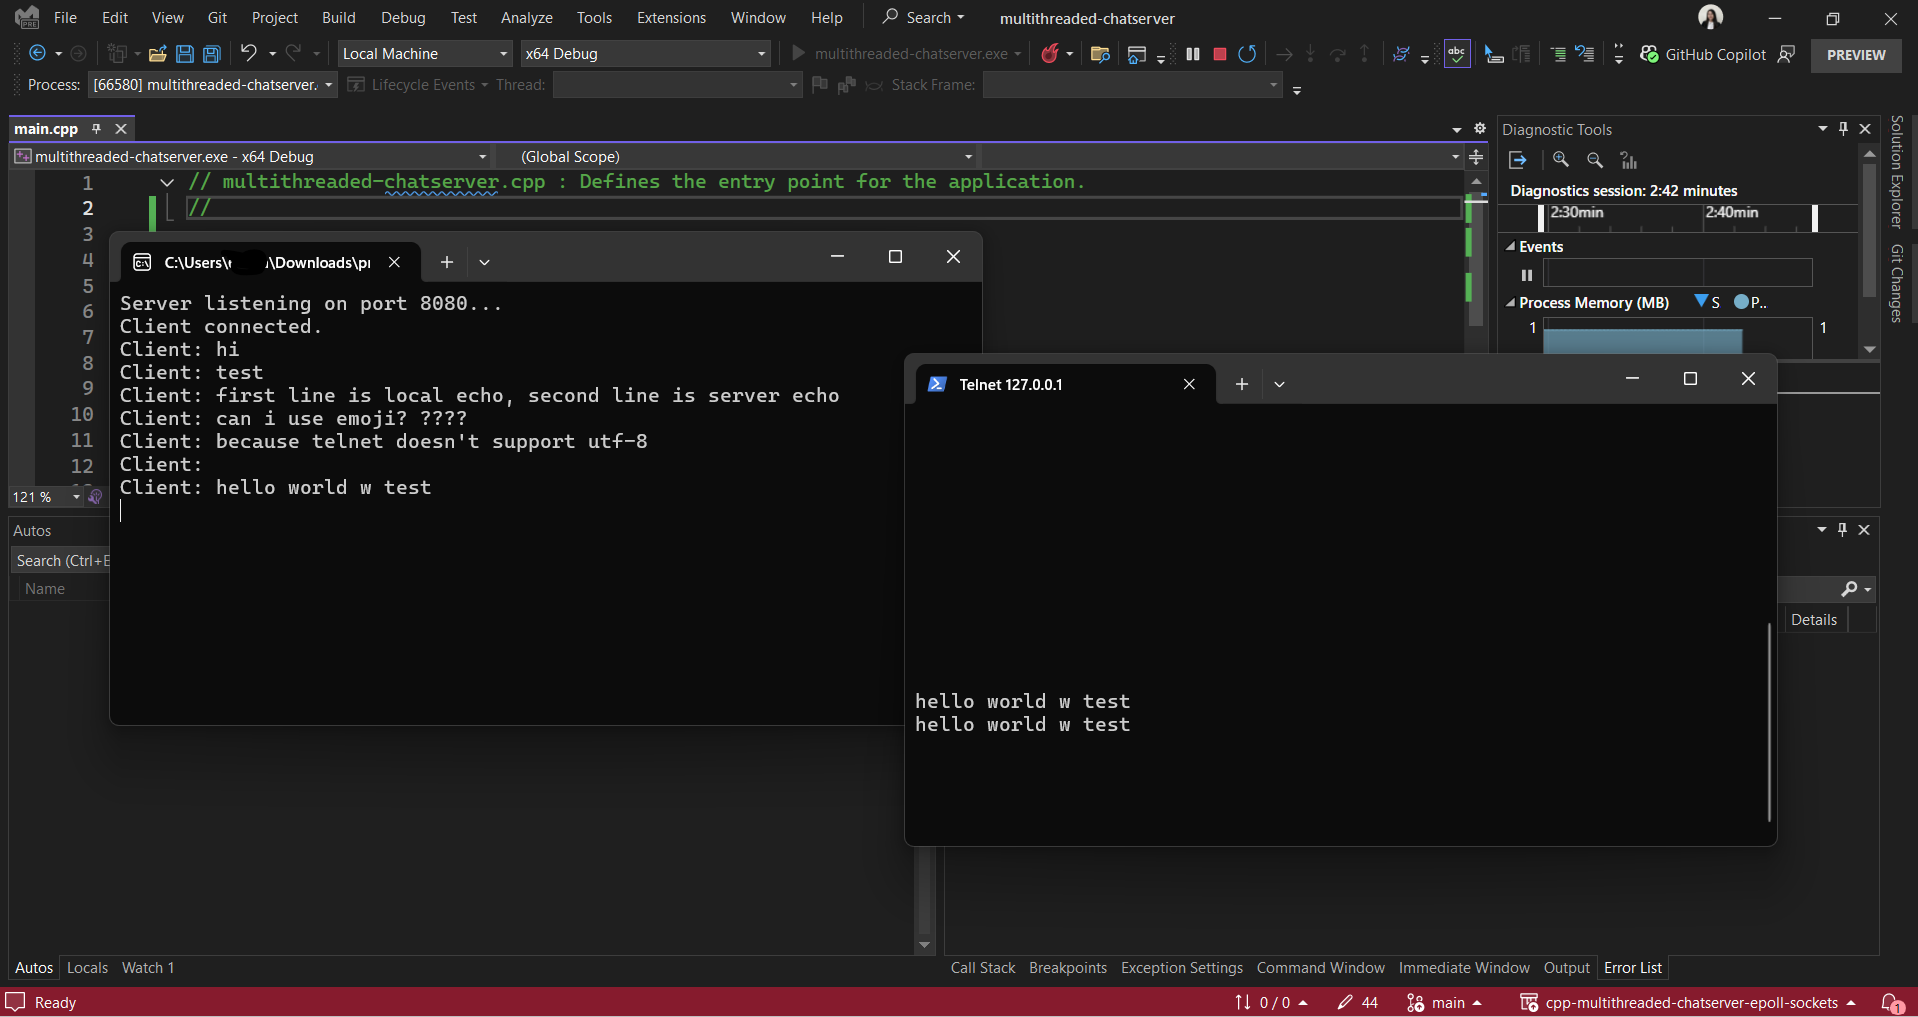 File Edit View Git Project Build Debug Test Analyze Tools Extensions Window Help Search multithreaded-chatserver
PRE
Local Machine x64 Debug multithreaded-chatserver.exe abc GitHub Copilot PREVIEW
Process: [66580] multithreaded-chatserver. Lifecycle Events Thread: Stack Frame:
main.cpp
multithreaded-chatserver.exe - x64 Debug (Global Scope)
1 // multithreaded-chatserver.cpp : Defines the entry point for the application.
2 //
3
4
5
6
7
8
9
10
11
12
121 %
C:\Users\ \Downloads\
Server listening on port 8080...
Client connected.
Client: hi
Client: test
Client: first line is local echo, second line is server echo
Client: can i use emoji? ????
Client: because telnet doesn't support utf-8
Client:
Client: hello world w test
Telnet 127.0.0.1
hello world w test
hello world w test
Diagnostic Tools
Diagnostics session: 2:42 minutes
2:30min 2:40min
Events
Process Memory (MB) S P..
1 1
Solution Explorer
Git Changes
Autos
Search (Ctrl+E
Name
Details
Autos Locals Watch 1
Call Stack Breakpoints Exception Settings Command Window Immediate Window Output Error List
Ready 0 / 0 44 main cpp-multithreaded-chatserver-epoll-sockets 1